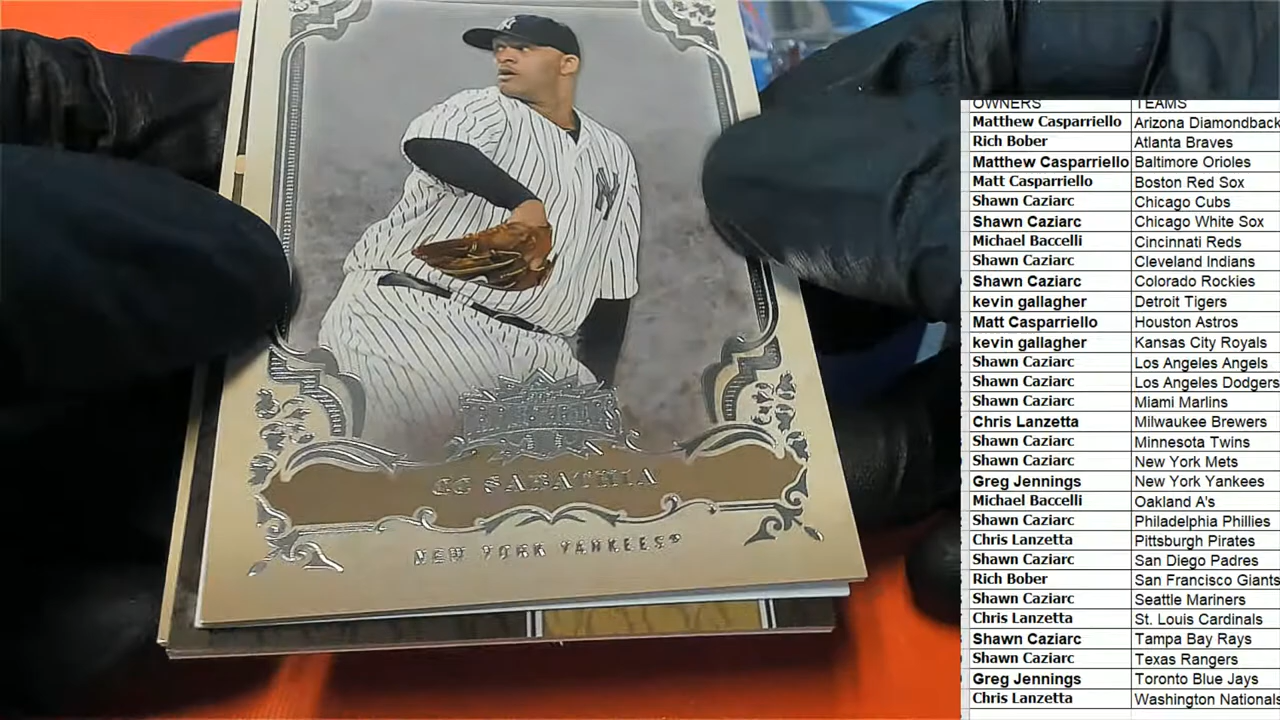 CC SABATHIA
NEW YORK YANKEES
OWNERS TEAMS
Matthew Casparriello Arizona Diamondback
Rich Bober Atlanta Braves
Matthew Casparriello Baltimore Orioles
Matt Casparriello Boston Red Sox
Shawn Caziarc Chicago Cubs
Shawn Caziarc Chicago White Sox
Michael Baccelli Cincinnati Reds
Shawn Caziarc Cleveland Indians
Shawn Caziarc Colorado Rockies
kevin gallagher Detroit Tigers
Matt Casparriello Houston Astros
kevin gallagher Kansas City Royals
Shawn Caziarc Los Angeles Angels
Shawn Caziarc Los Angeles Dodgers
Shawn Caziarc Miami Marlins
Chris Lanzetta Milwaukee Brewers
Shawn Caziarc Minnesota Twins
Shawn Caziarc New York Mets
Greg Jennings New York Yankees
Michael Baccelli Oakland A's
Shawn Caziarc Philadelphia Phillies
Chris Lanzetta Pittsburgh Pirates
Shawn Caziarc San Diego Padres
Rich Bober San Francisco Giants
Shawn Caziarc Seattle Mariners
Chris Lanzetta St. Louis Cardinals
Shawn Caziarc Tampa Bay Rays
Shawn Caziarc Texas Rangers
Greg Jennings Toronto Blue Jays
Chris Lanzetta Washington Nationals